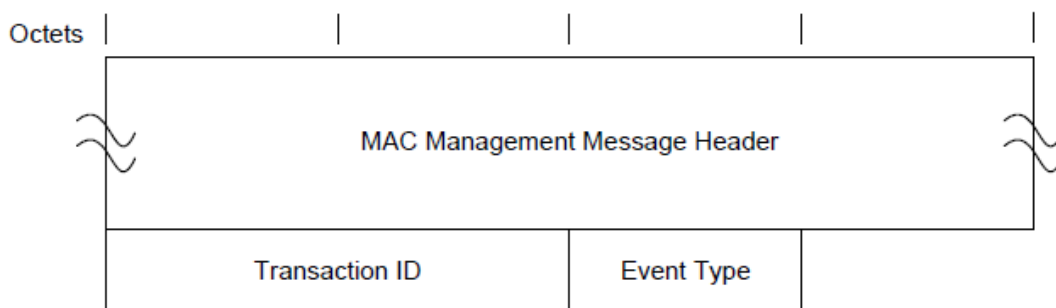 Octets
MAC Management Message Header
Transaction ID
Event Type